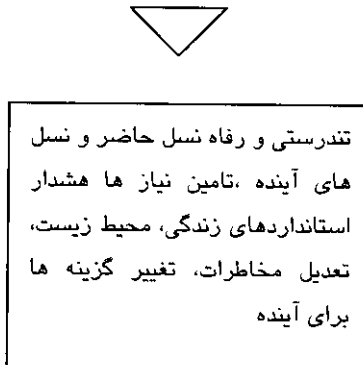 تندرستی و رفاه نسل حاضر و نسل
های آینده ،تامین نیاز ها هشدار
استانداردهای زندگی، محیط زیست،
تعدیل مخاطرات، تغییر گزینه ها
برای آینده